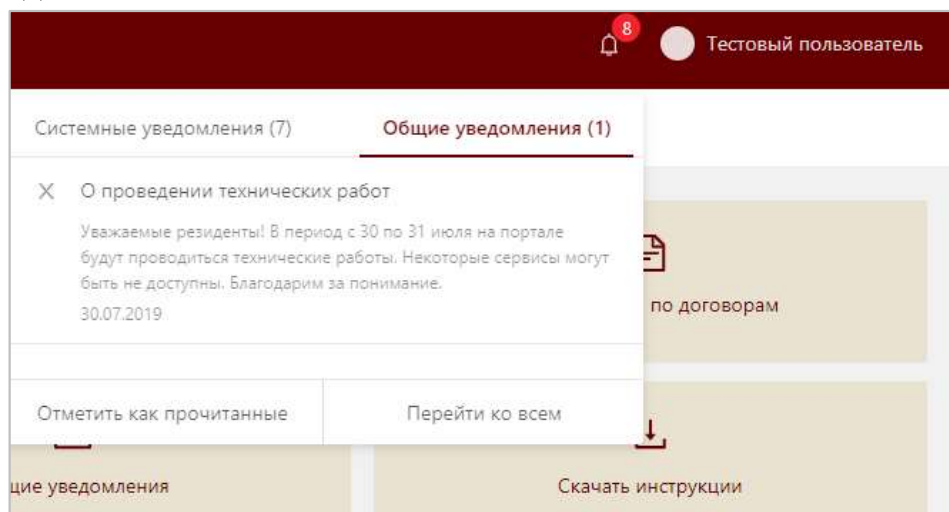 8
Тестовый пользователь
Системные уведомления (7)
Общие уведомления (1)
О проведении технических работ
Уважаемые резиденты! В период с 30 по 31 июля на портале
будут проводиться технические работы. Некоторые сервисы могут
быть не доступны. Благодарим за понимание.
30.07.2019
по договорам
Отметить как прочитанные
Перейти ко всем
щие уведомления
Скачать инструкции